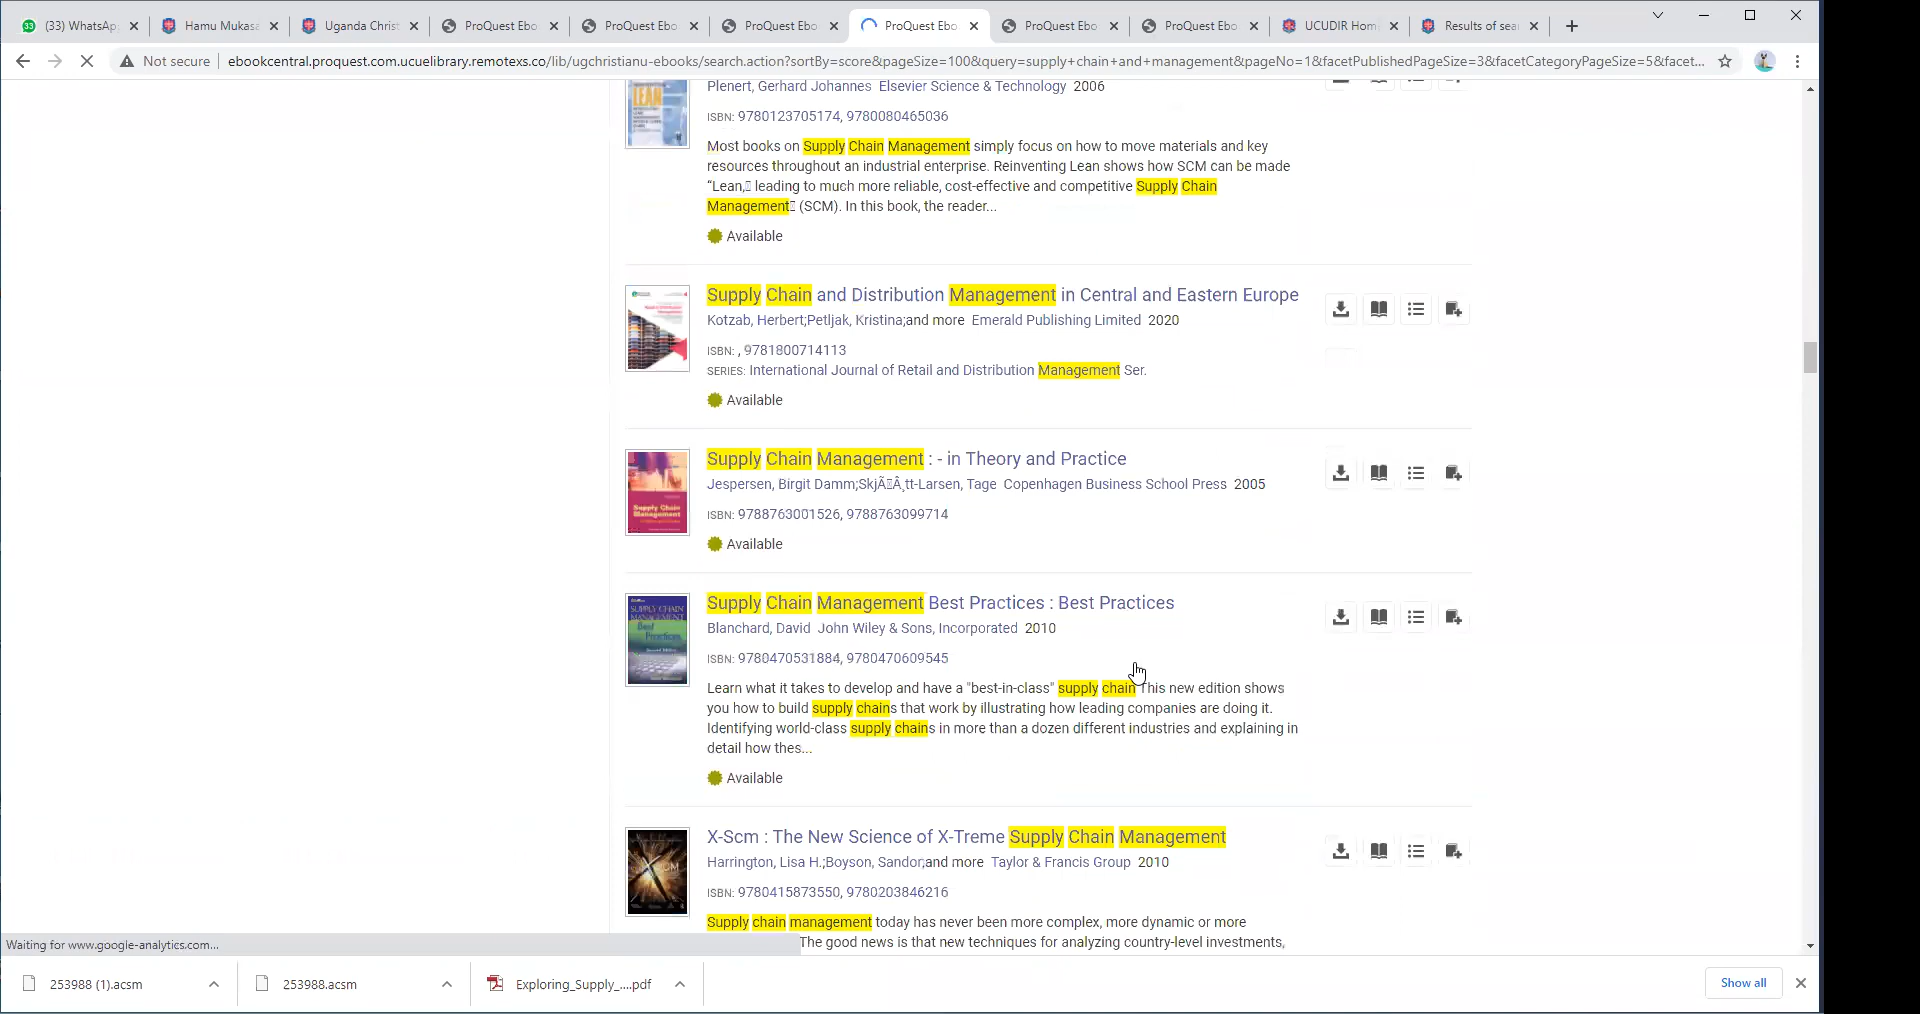 (33) WhatsAp
Hamu Mukasa
Uganda Christ
ProQuest Ebo
ProQuest Ebo
ProQuest Ebo
ProQuest Ebo
ProQuest Ebo
ProQuest Ebo
UCUDIR Hom
Results of sea
Not secure
ebookcentral.proquest.com.ucuelibrary.remotexs.co/lib/ugchristianu-ebooks/search.action?sortBy=score&pageSize=100&query=supply+chain+and+management&pageNo=1&facetPublishedPageSize=3&facetCategoryPageSize=5&facet...
LEAN
Plenert, Gerhard Johannes Elsevier Science & Technology 2006
ISBN: 9780123705174, 9780080465036
Most books on Supply Chain Management simply focus on how to move materials and key
resources throughout an industrial enterprise. Reinventing Lean shows how SCM can be made
“Lean, leading to much more reliable, cost-effective and competitive Supply Chain
Management (SCM). In this book, the reader...
Available
Supply Chain and Distribution Management in Central and Eastern Europe
Kotzab, Herbert;Petljak, Kristina;and more Emerald Publishing Limited 2020
ISBN: , 9781800714113
SERIES: International Journal of Retail and Distribution Management Ser.
Available
Supply Chain Management : - in Theory and Practice
Jespersen, Birgit Damm;SkjÃÂ¸tt-Larsen, Tage Copenhagen Business School Press 2005
ISBN: 9788763001526, 9788763099714
Supply Chain
Management
Available
Supply Chain Management Best Practices : Best Practices
Blanchard, David John Wiley & Sons, Incorporated 2010
SUPPLY CHAIN
MANAGEMENT
Best
Practices
ISBN: 9780470531884, 9780470609545
Learn what it takes to develop and have a "best-in-class" supply chain This new edition shows
you how to build supply chains that work by illustrating how leading companies are doing it.
Identifying world-class supply chains in more than a dozen different industries and explaining in
detail how thes...
Available
X-Scm : The New Science of X-Treme Supply Chain Management
Harrington, Lisa H.;Boyson, Sandor;and more Taylor & Francis Group 2010
ISBN: 9780415873550, 9780203846216
Supply chain management today has never been more complex, more dynamic or more
The good news is that new techniques for analyzing country-level investments,
Waiting for www.google-analytics.com...
253988 (1).acsm
253988.acsm
Exploring_Supply_....pdf
Show all